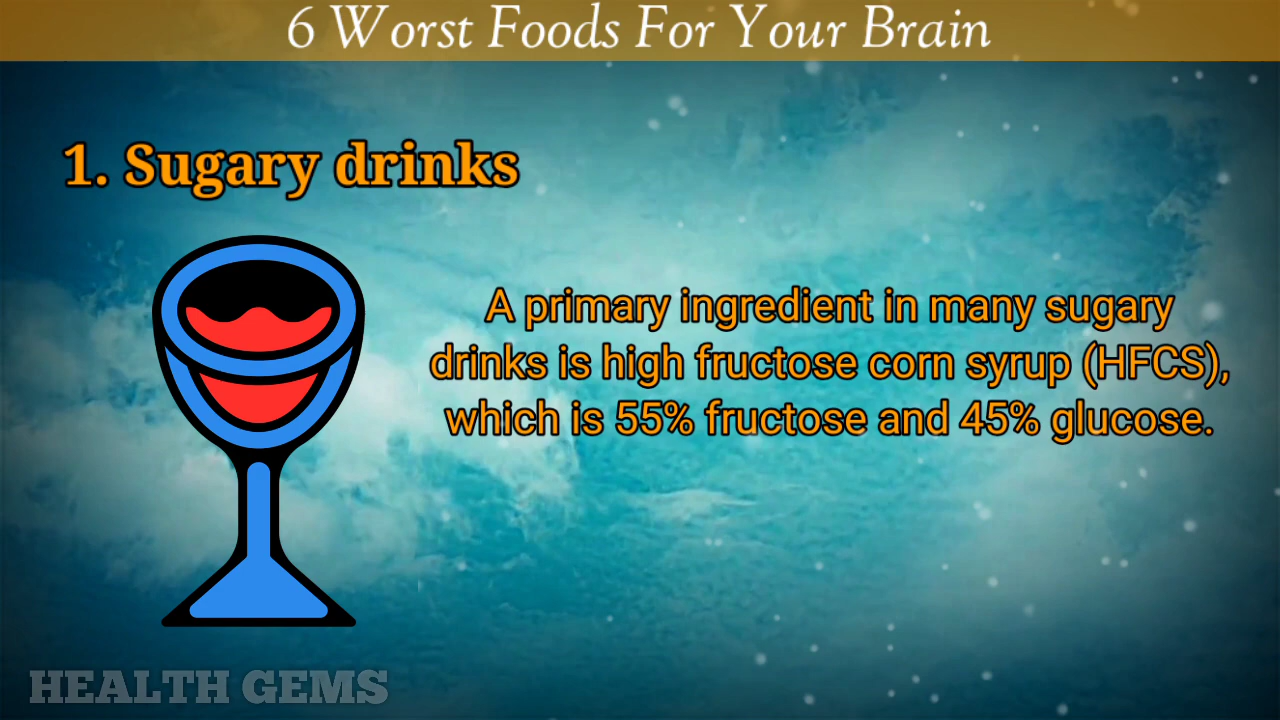 6 Worst Foods For Your Brain
1. Sugary drinks
A primary ingredient in many sugary
drinks is high fructose corn syrup (HFCS),
which is 55% fructose and 45% glucose.
HEALTH GEMS